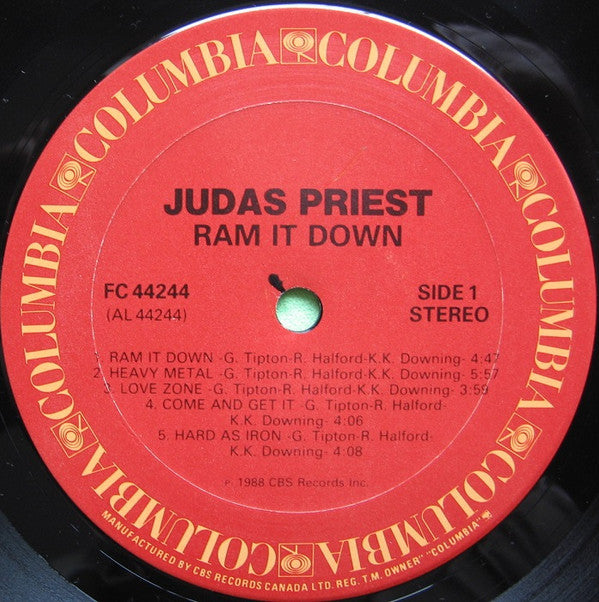 COLUMBIA COLUMBIA COLUMBIA COLUMBIA COLUMBIA COLUMBIA
JUDAS PRIEST
RAM IT DOWN
FC 44244
(AL 44244)
SIDE 1
STEREO
1. RAM IT DOWN -G. Tipton-R. Halford-K.K. Downing- 4:47
2. HEAVY METAL -G. Tipton-R. Halford-K.K. Downing- 5:57
3. LOVE ZONE -G. Tipton-R. Halford-K.K. Downing- 3:59
4. COME AND GET IT -G. Tipton-R. Halford-
K.K. Downing- 4:06
5. HARD AS IRON -G. Tipton-R. Halford-
K.K. Downing- 4:08
℗ 1988 CBS Records Inc.
MANUFACTURED BY CBS RECORDS CANADA LTD. REG. T.M. OWNER" "COLUMBIA"